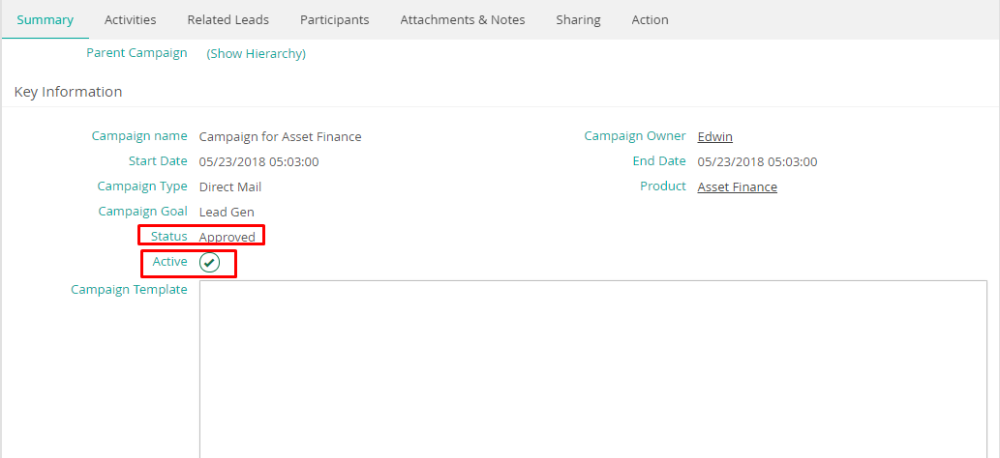 Summary Activities Related Leads Participants Attachments & Notes Sharing Action
Parent Campaign (Show Hierarchy)
Key Information
Campaign name Campaign for Asset Finance Campaign Owner Edwin
Start Date 05/23/2018 05:03:00 End Date 05/23/2018 05:03:00
Campaign Type Direct Mail Product Asset Finance
Campaign Goal Lead Gen
Status Approved
Active
Campaign Template